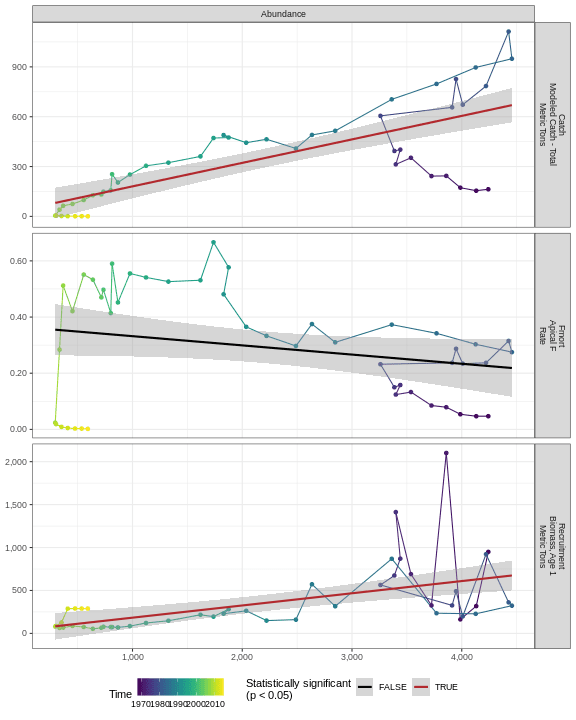 Abundance
900
600
300
0
Catch
Modeled Catch - Total
Metric Tons
0.60
0.40
0.20
0.00
Fmort
Apical F
Rate
2,000
1,500
1,000
500
0
Recruitment
Biomass, Age 1
Metric Tons
1,000
2,000
3,000
4,000
Time
1970 1980 1990 2000 2010
Statistically significant
(p < 0.05)
FALSE
TRUE